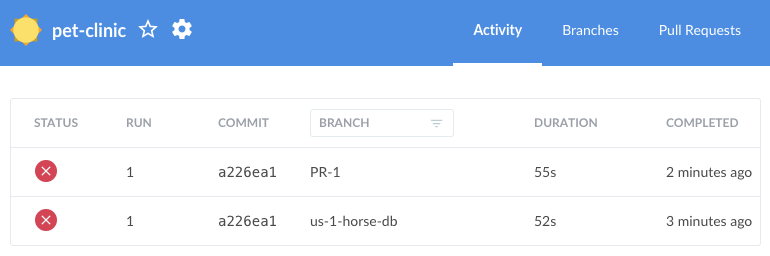 pet-clinic Activity Branches Pull Requests
STATUS RUN COMMIT BRANCH DURATION COMPLETED
1 a226ea1 PR-1 55s 2 minutes ago
1 a226ea1 us-1-horse-db 52s 3 minutes ago